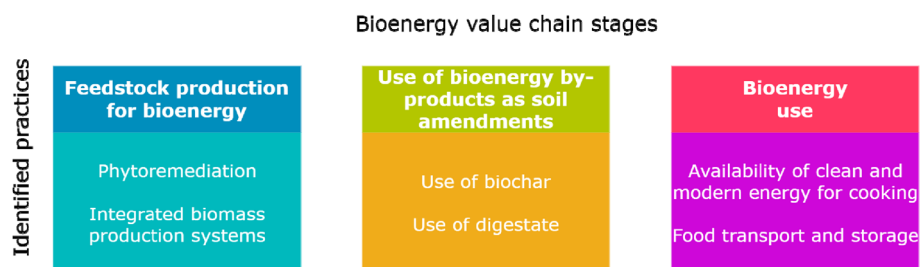 Bioenergy value chain stages
Identified practices
Feedstock production
for bioenergy
Phytoremediation
Integrated biomass
production systems
Use of bioenergy by-
products as soil
amendments
Use of biochar
Use of digestate
Bioenergy
use
Availability of clean and
modern energy for cooking
Food transport and storage